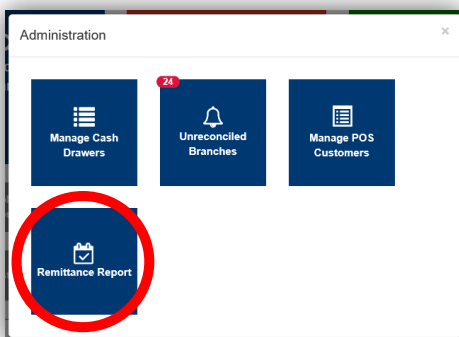 Administration
×
24
Manage Cash
Drawers
Unreconciled
Branches
Manage POS
Customers
Remittance Report